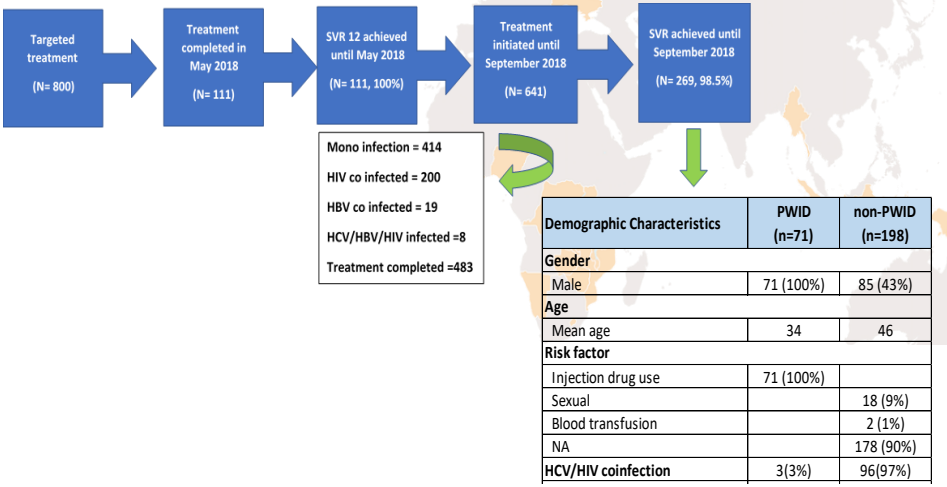 Targeted
treatment
(N= 800)
Treatment
completed in
May 2018
(N= 111)
SVR 12 achieved
until May 2018
(N= 111, 100%)
Treatment
initiated until
September 2018
(N= 641)
SVR achieved until
September 2018
(N= 269, 98.5%)
Mono infection = 414
HIV co infected = 200
HBV co infected = 19
HCV/HBV/HIV infected =8
Treatment completed =483
Demographic Characteristics PWID (n=71) non-PWID (n=198)
Gender
Male 71 (100%) 85 (43%)
Age
Mean age 34 46
Risk factor
Injection drug use 71 (100%)
Sexual 18 (9%)
Blood transfusion 2 (1%)
NA 178 (90%)
HCV/HIV coinfection 3(3%) 96(97%)